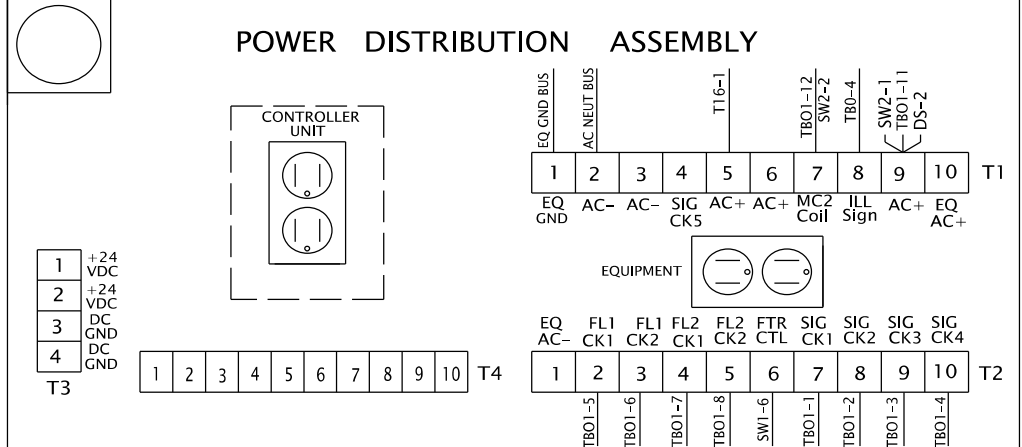 POWER DISTRIBUTION ASSEMBLY
CONTROLLER
UNIT
EQ GND BUS
AC NEUT BUS
T16-1
TBO1-12
SW2-2
TB0-4
SW2-1
TBO1-11
DS-2
1 2 3 4 5 6 7 8 9 10 T1
EQ GND
AC-
AC-
SIG CK5
AC+
AC+
MC2 Coil
ILL Sign
AC+
EQ AC+
EQUIPMENT
1 +24 VDC
2 +24 VDC
3 DC GND
4 DC GND
T3
1 2 3 4 5 6 7 8 9 10 T4
EQ AC-
FL1 CK1
FL1 CK2
FL2 CK1
FL2 CK2
FTR CTL
SIG CK1
SIG CK2
SIG CK3
SIG CK4
1 2 3 4 5 6 7 8 9 10 T2
TBO1-5
TBO1-6
TBO1-7
TBO1-8
SW1-6
TBO1-1
TBO1-2
TBO1-3
TBO1-4